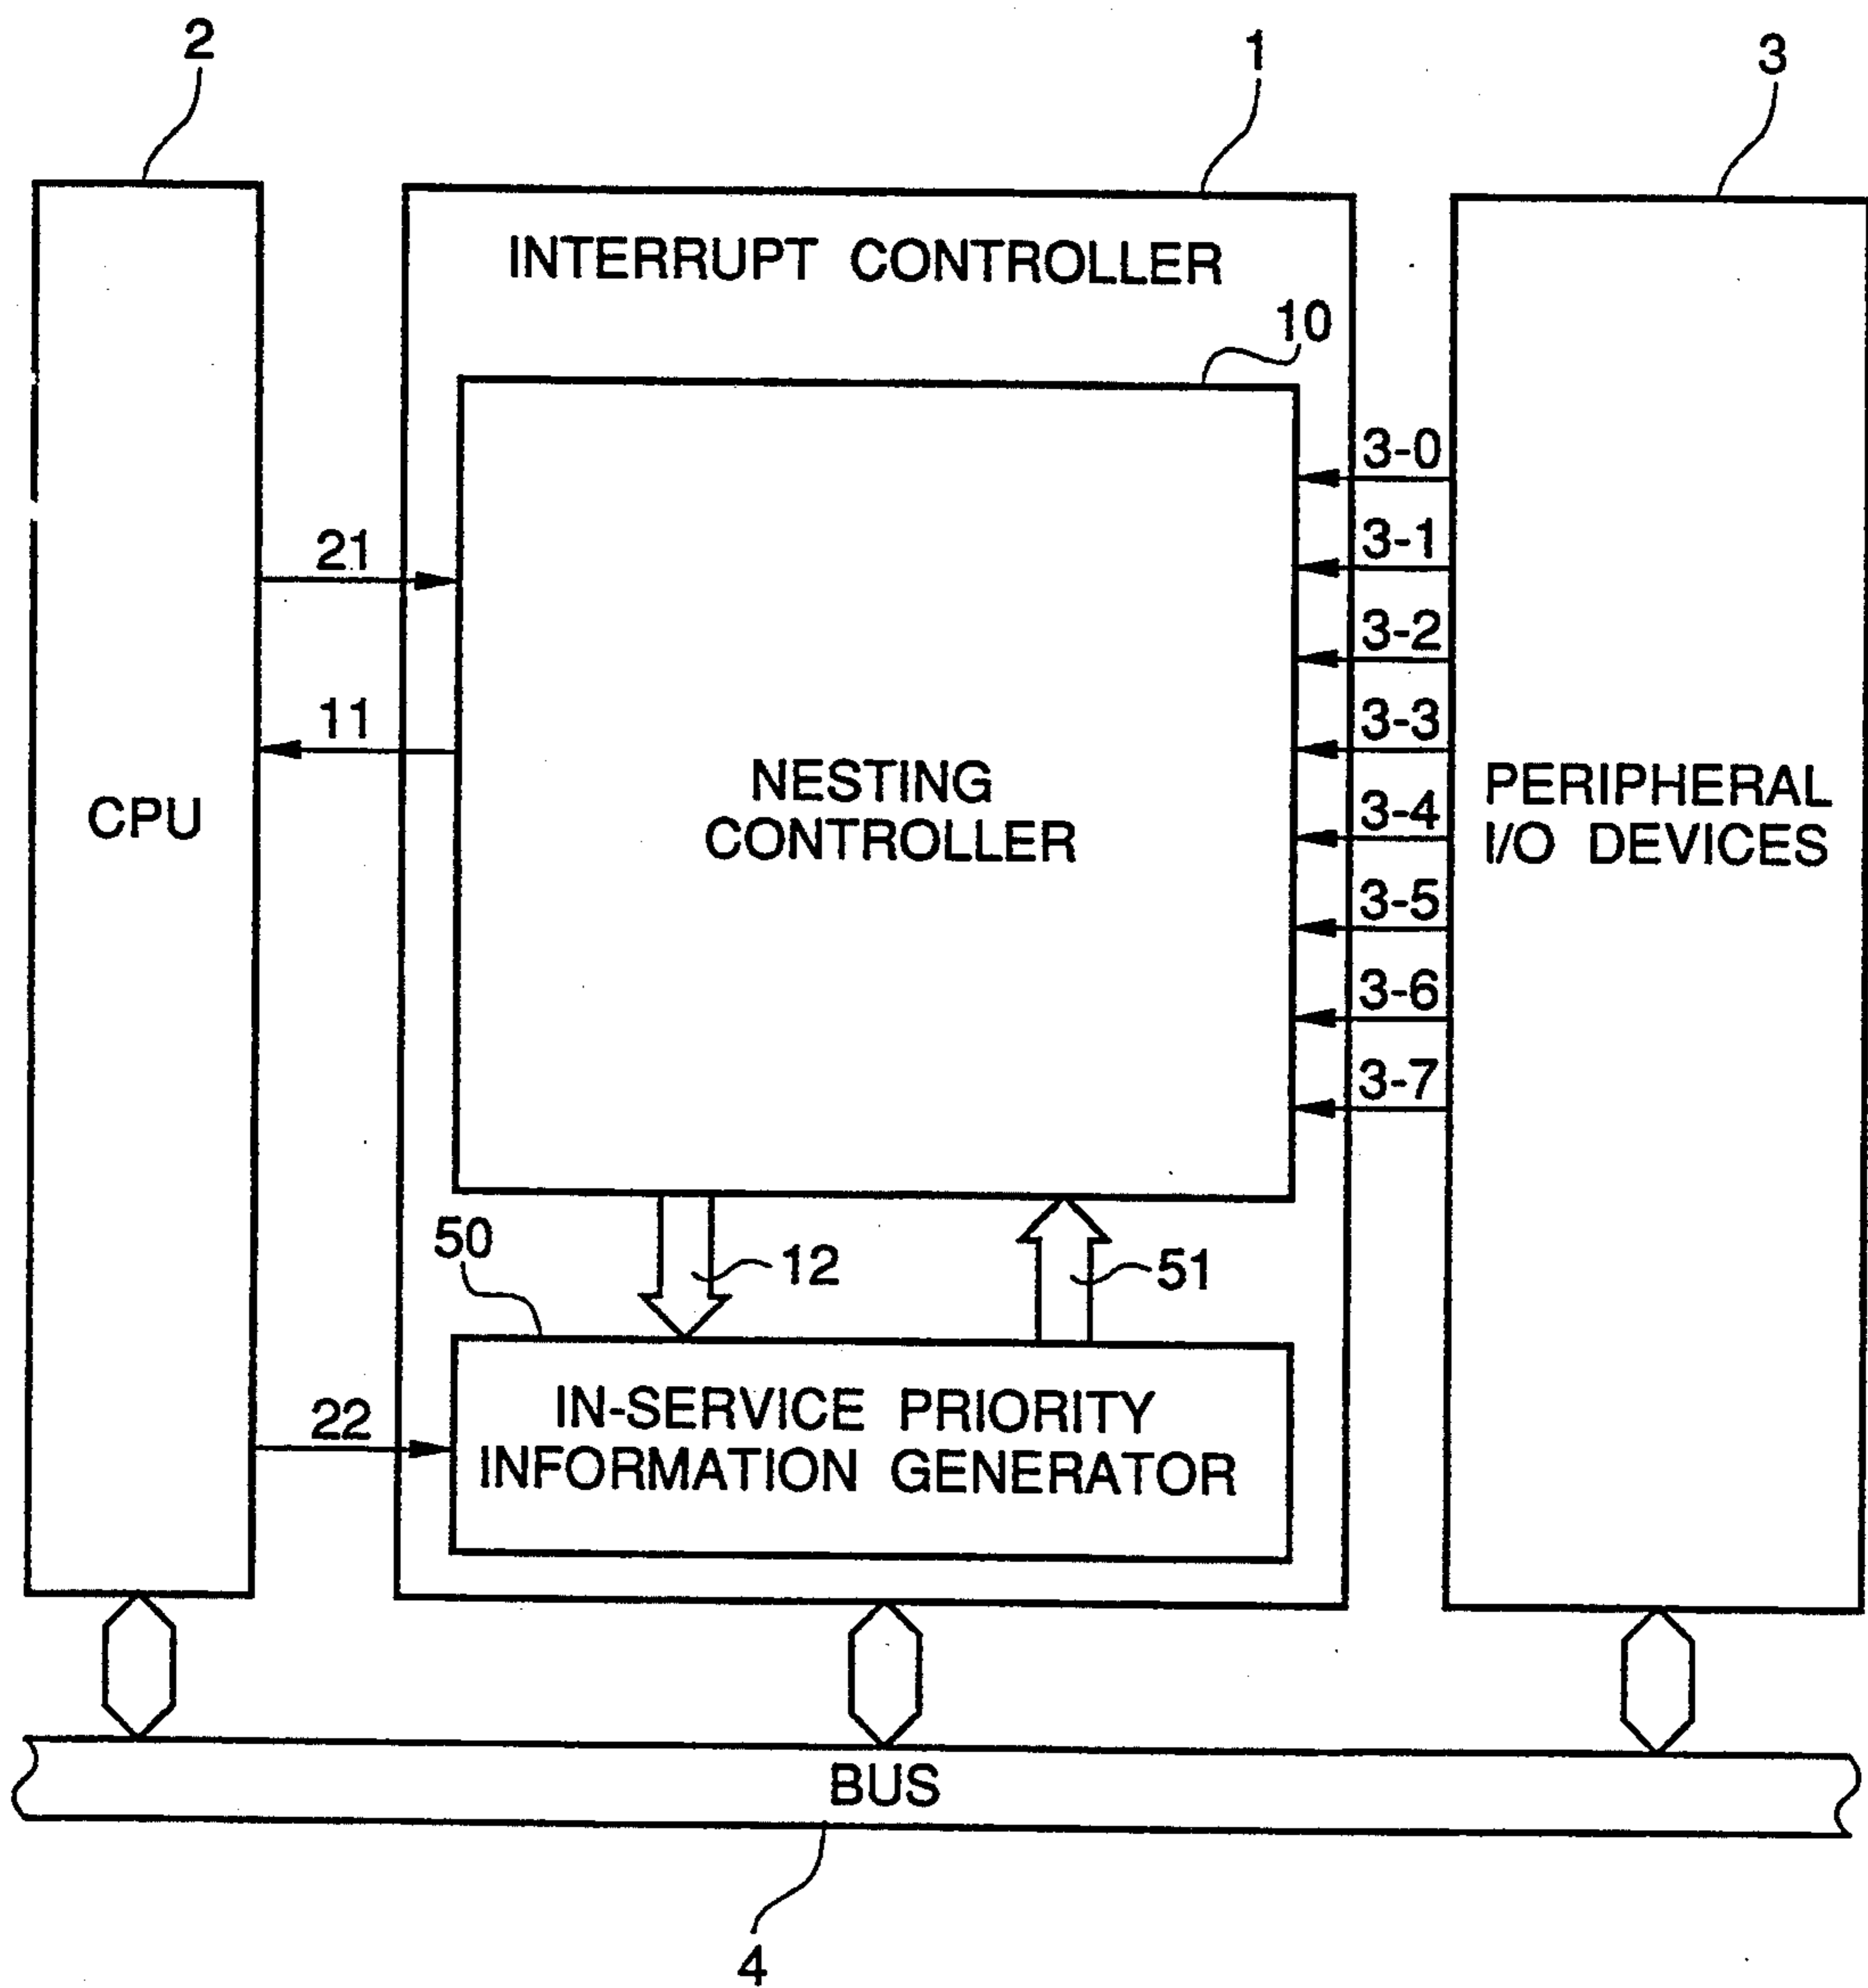 2
1
3
INTERRUPT CONTROLLER
10
3-0
3-1
21
3-2
11
3-3
CPU
NESTING
CONTROLLER
3-4
PERIPHERAL
I/O DEVICES
3-5
3-6
3-7
50
12
51
22
IN-SERVICE PRIORITY
INFORMATION GENERATOR
BUS
4